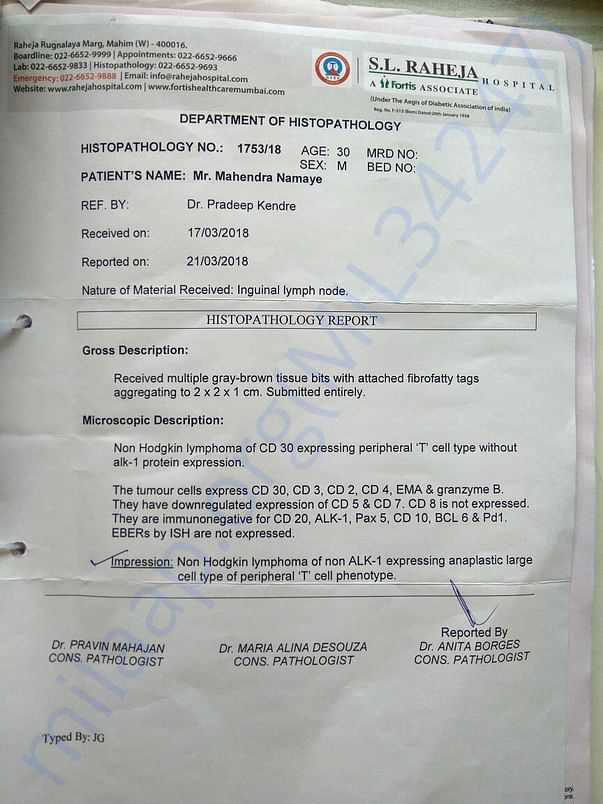 Raheja Rugnalaya Marg, Mahim (W) - 400016.
Boardline: 022-6652-9999 | Appointments: 022-6652-9666
Lab: 022-6652-9833 | Histopathology: 022-6652-9693
Emergency: 022-6652-9888 | Email: info@rahejahospital.com
Website: www.rahejahospital.com | www.fortishealthcaremumbai.com
S.L. RAHEJA HOSPITAL
A Fortis ASSOCIATE
(Under The Aegis of Diabetic Association of India)
Reg. No. F-515 (Bom) Dated 20th January 1958
DEPARTMENT OF HISTOPATHOLOGY
HISTOPATHOLOGY NO.: 1753/18 AGE: 30 MRD NO:
SEX: M BED NO:
PATIENT'S NAME: Mr. Mahendra Namaye
REF. BY: Dr. Pradeep Kendre
Received on: 17/03/2018
Reported on: 21/03/2018
Nature of Material Received: Inguinal lymph node.
HISTOPATHOLOGY REPORT
Gross Description:
Received multiple gray-brown tissue bits with attached fibrofatty tags
aggregating to 2 x 2 x 1 cm. Submitted entirely.
Microscopic Description:
Non Hodgkin lymphoma of CD 30 expressing peripheral 'T' cell type without
alk-1 protein expression.
The tumour cells express CD 30, CD 3, CD 2, CD 4, EMA & granzyme B.
They have downregulated expression of CD 5 & CD 7. CD 8 is not expressed.
They are immunonegative for CD 20, ALK-1, Pax 5, CD 10, BCL 6 & Pd1.
EBERs by ISH are not expressed.
Impression: Non Hodgkin lymphoma of non ALK-1 expressing anaplastic large
cell type of peripheral 'T' cell phenotype.
Reported By
Dr. PRAVIN MAHAJAN Dr. MARIA ALINA DESOUZA Dr. ANITA BORGES
CONS. PATHOLOGIST CONS. PATHOLOGIST CONS. PATHOLOGIST
Typed By: JG
milaap.org(MIL34247)